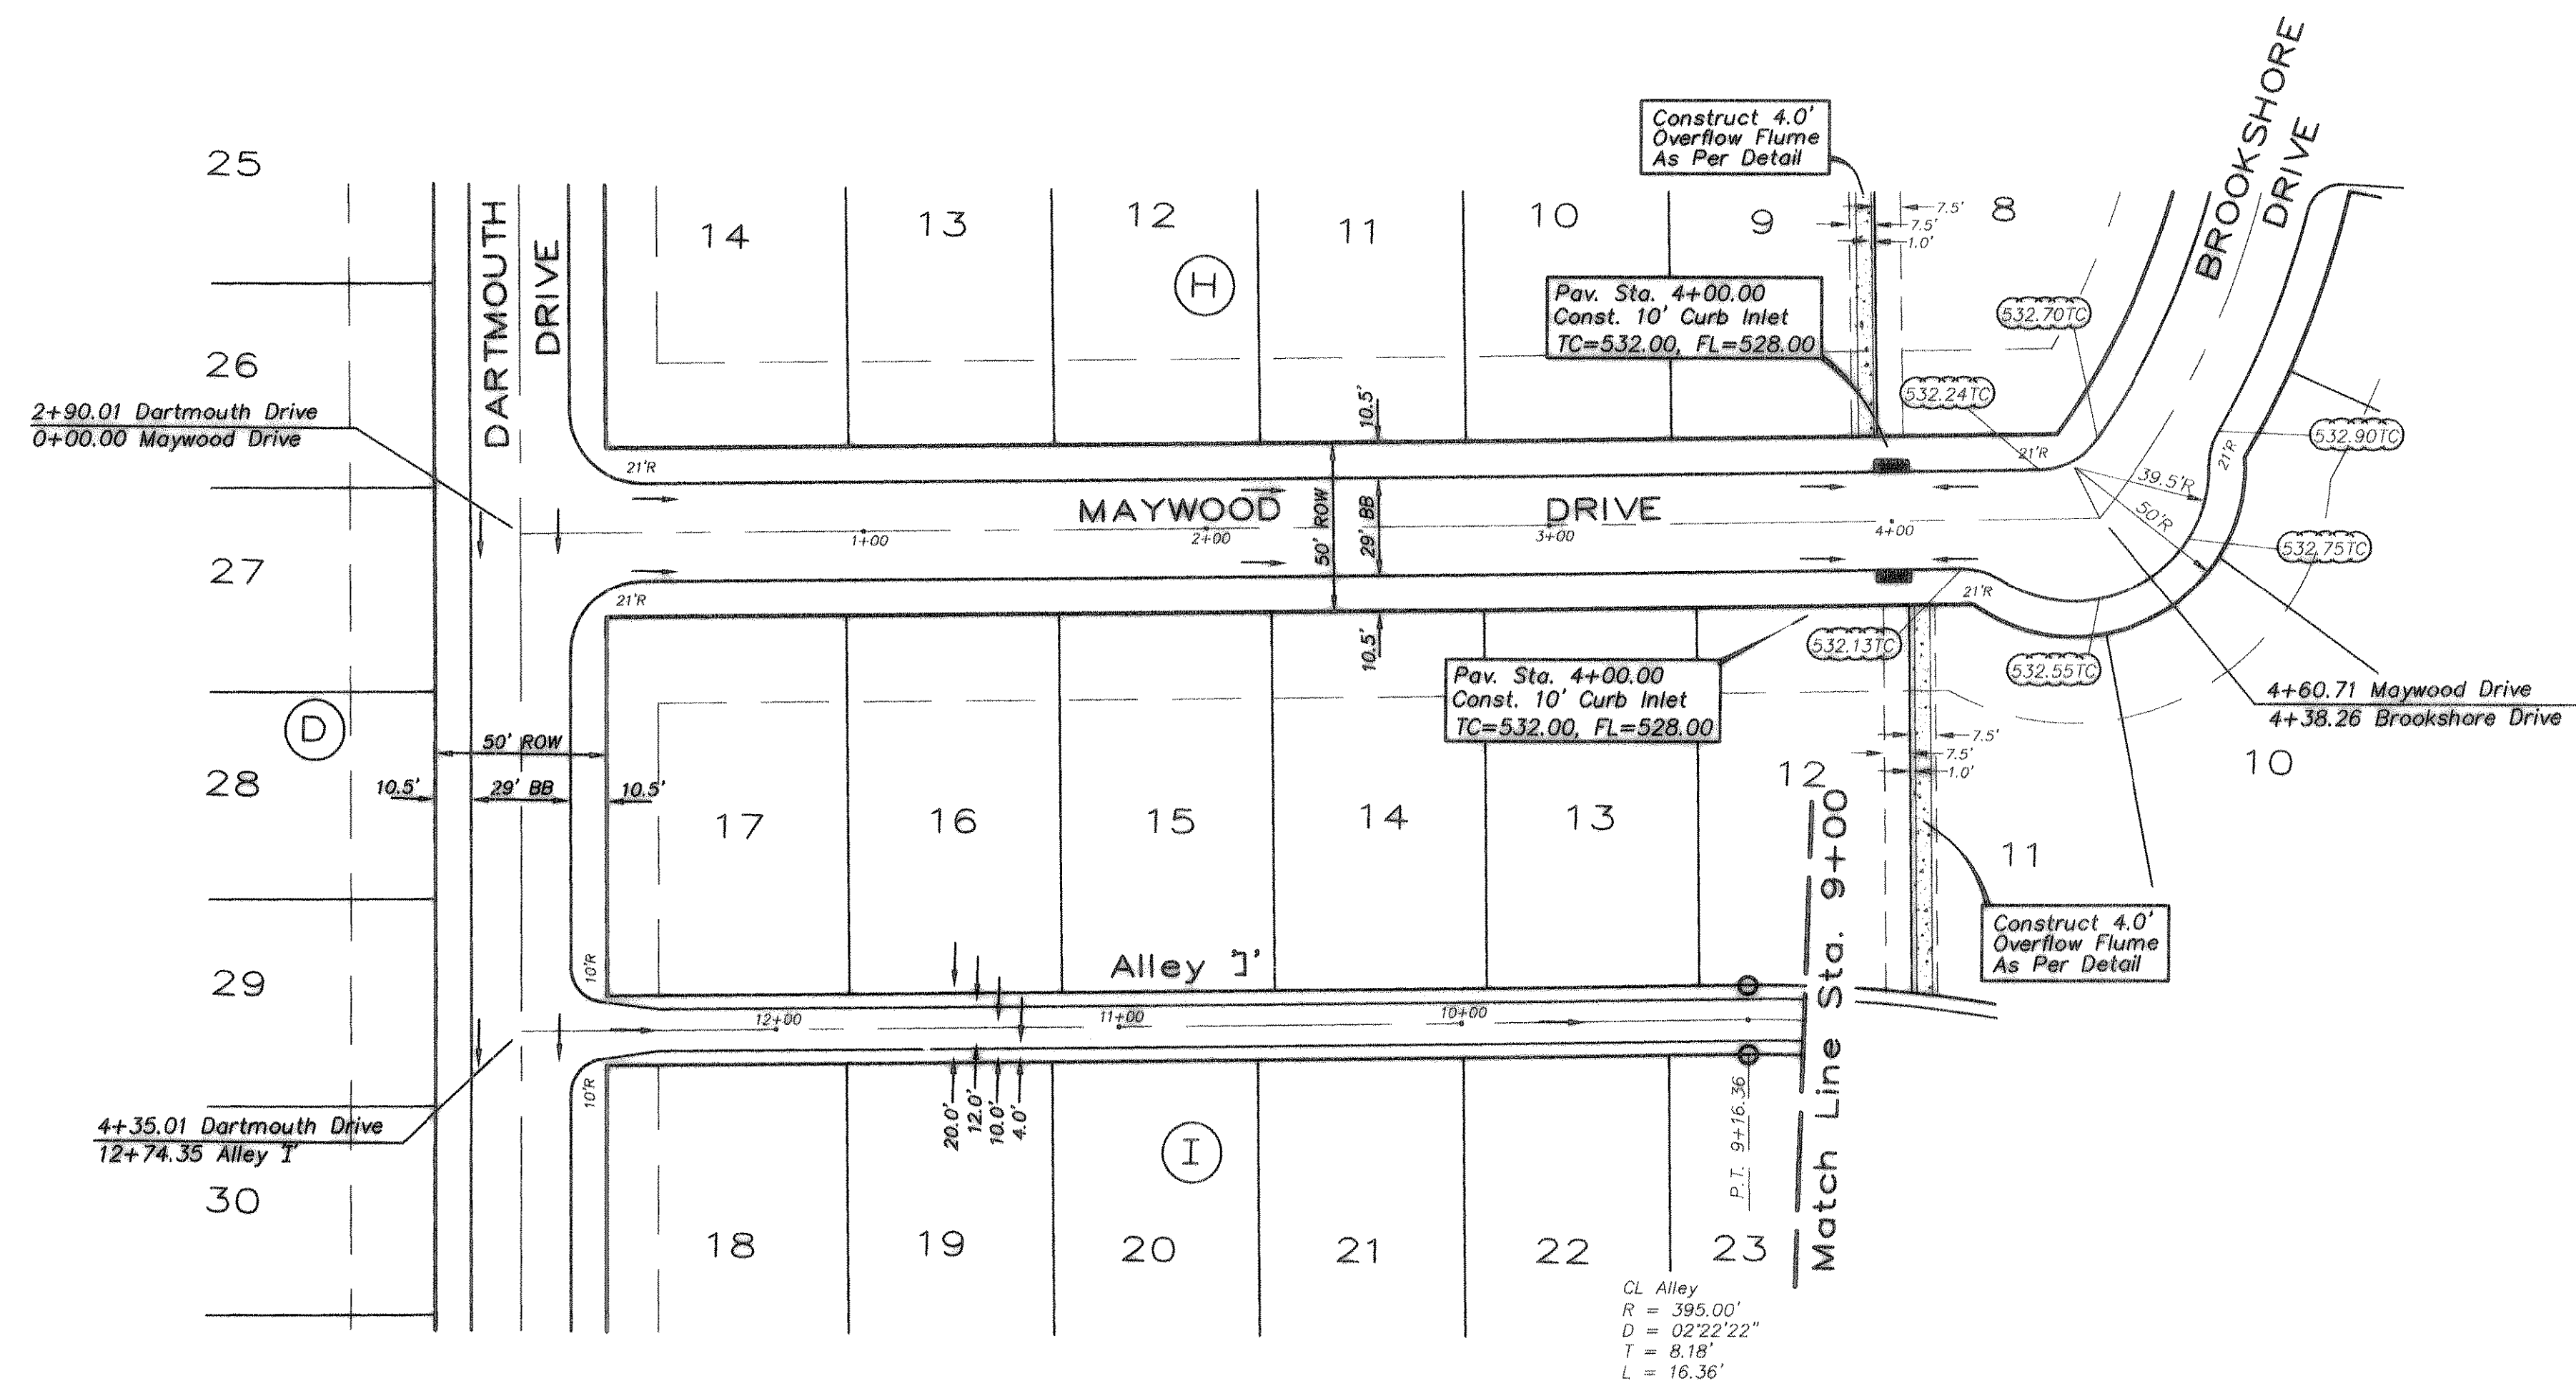 BROOKSHORE
DRIVE
Construct 4.0'
Overflow Flume
As Per Detail
25
DARTMOUTH
DRIVE
14
13
12
11
10
9
8
7.5'
7.5'
1.0'
H
Pav. Sta. 4+00.00
Const. 10' Curb Inlet
TC=532.00, FL=528.00
532.70TC
26
532.24TC
2+90.01 Dartmouth Drive
0+00.00 Maywood Drive
10.5'
532.90TC
21'R
21'R
21'R
39.5'R
50'R
MAYWOOD DRIVE
50' ROW
29' BB
1+00
2+00
3+00
4+00
532.75TC
27
21'R
21'R
10.5'
532.13TC
532.55TC
Pav. Sta. 4+00.00
Const. 10' Curb Inlet
TC=532.00, FL=528.00
4+60.71 Maywood Drive
4+38.26 Brookshore Drive
D
50' ROW
7.5'
7.5'
1.0'
10
28
10.5'
29' BB
10.5'
12
17
16
15
14
13
11
Match Line Sta. 9+00
Construct 4.0'
Overflow Flume
As Per Detail
29
10'R
Alley 'J'
12+00
11+00
10+00
10'R
20.0'
12.0'
10.0'
4.0'
P.T. 9+16.36
4+35.01 Dartmouth Drive
12+74.35 Alley 'I'
I
30
18
19
20
21
22
23
CL Alley
R = 395.00'
D = 02°22'22"
T = 8.18'
L = 16.36'